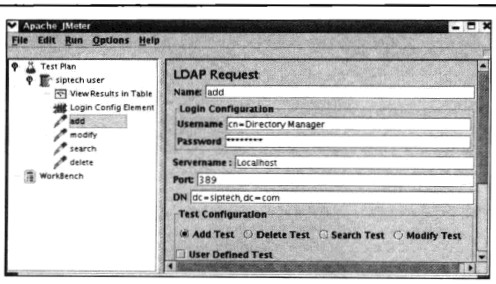 Apache JMeter
File Edit Run Options Help
Test Plan
siptech user
View Results in Table
Login Config Element
add
modify
search
delete
WorkBench
LDAP Request
Name: add
Login Configuration
Username cn=Directory Manager
Password ********
Servername : Localhost
Port: 389
DN dc=siptech,dc=com
Test Configuration
Add Test Delete Test Search Test Modify Test
User Defined Test